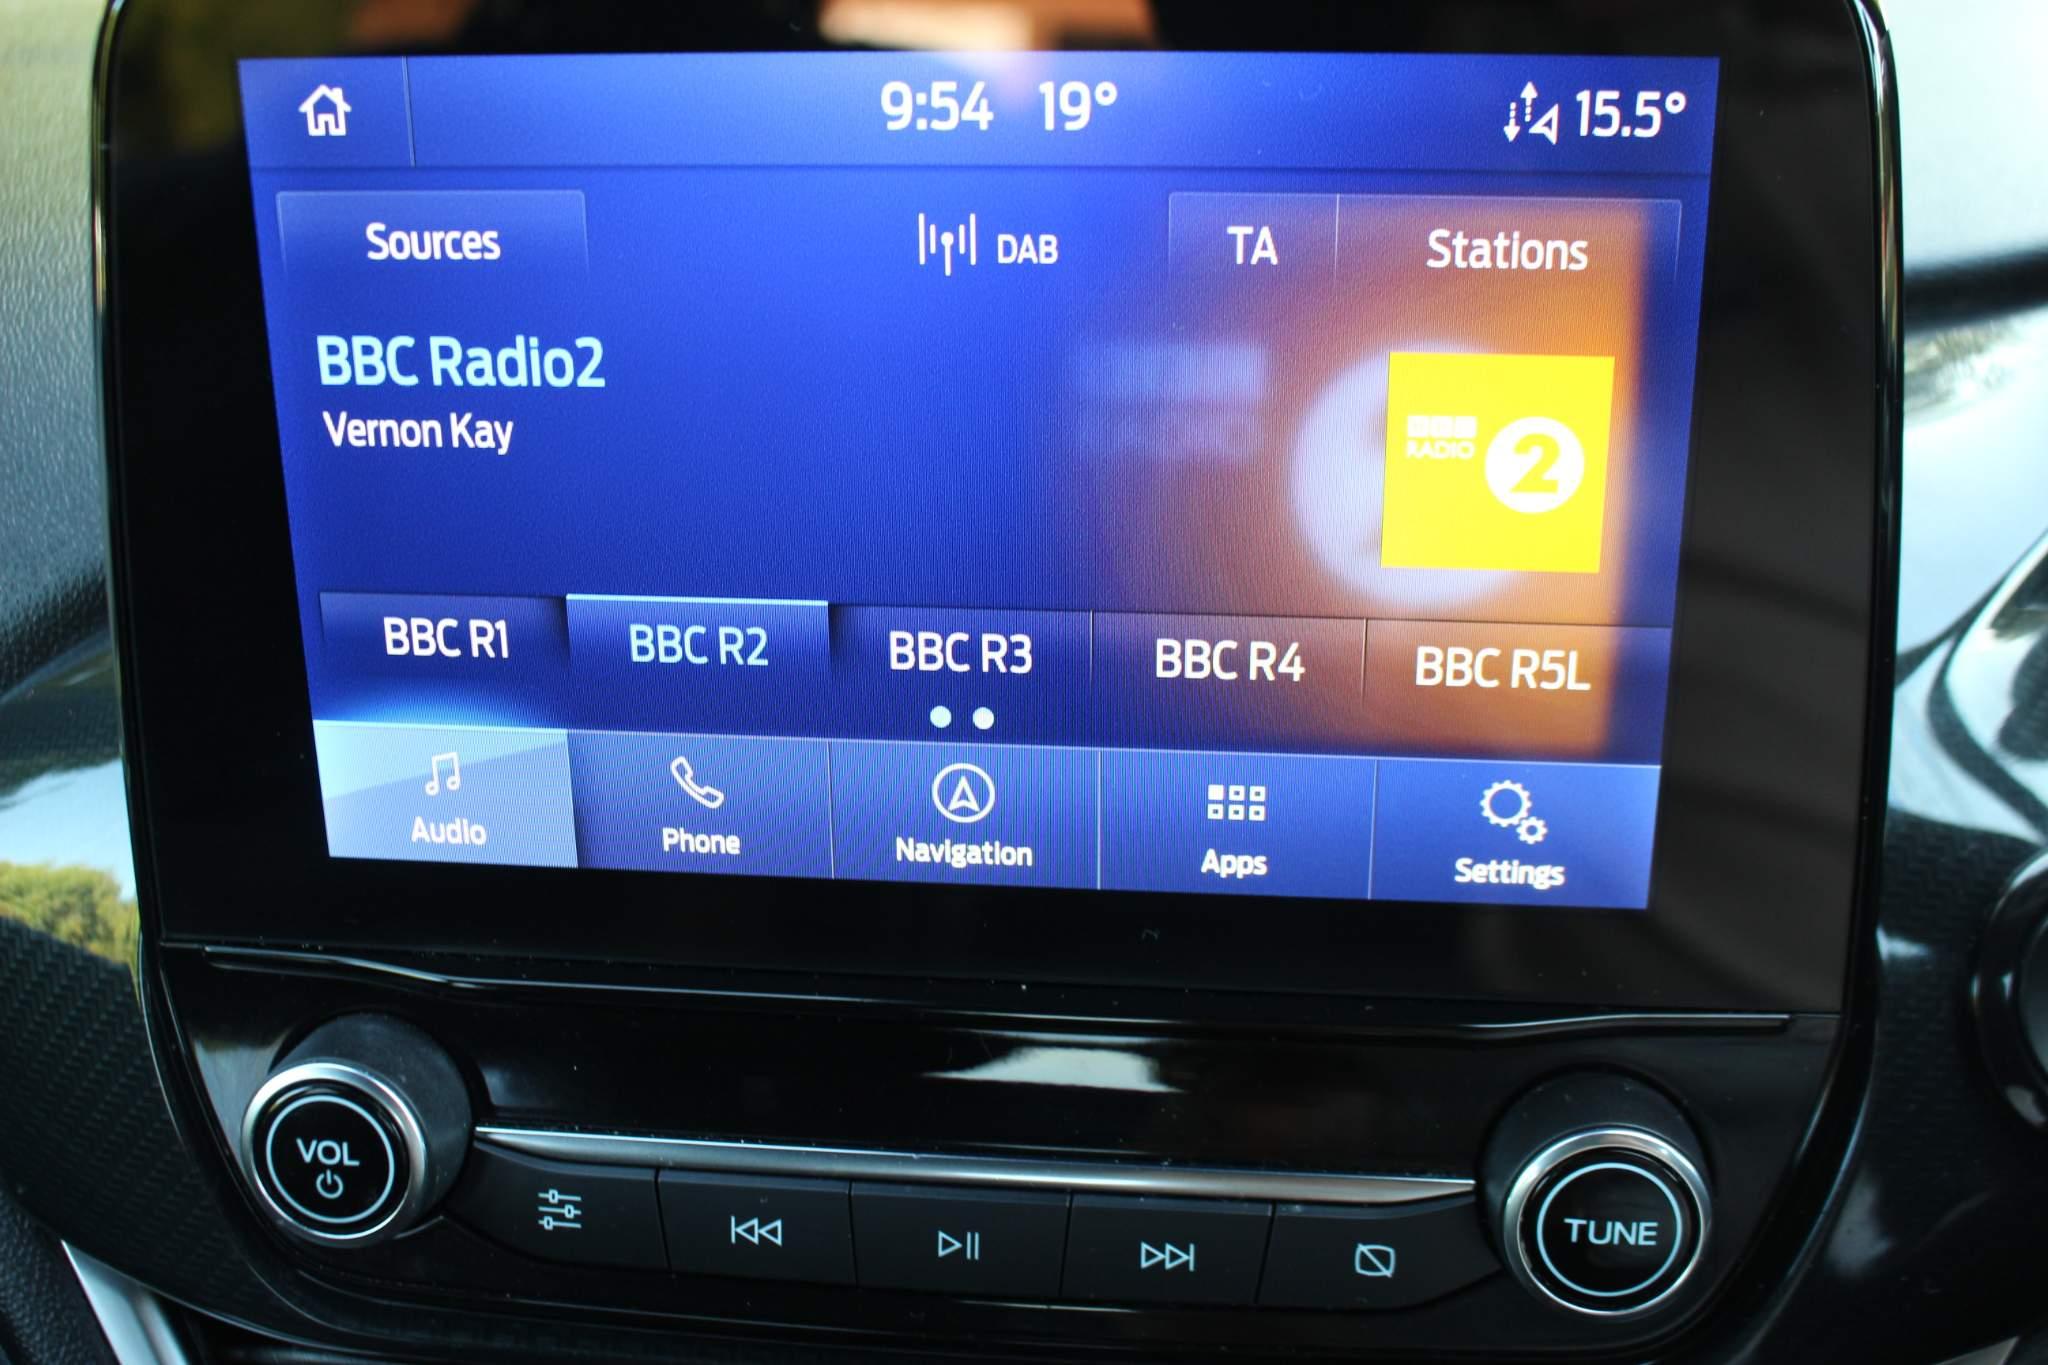 9:54 19° 15.5°
Sources DAB TA Stations
BBC Radio2
Vernon Kay
BBC
RADIO 2
BBC R1 BBC R2 BBC R3 BBC R4 BBC R5L
Audio Phone Navigation Apps Settings
VOL
TUNE